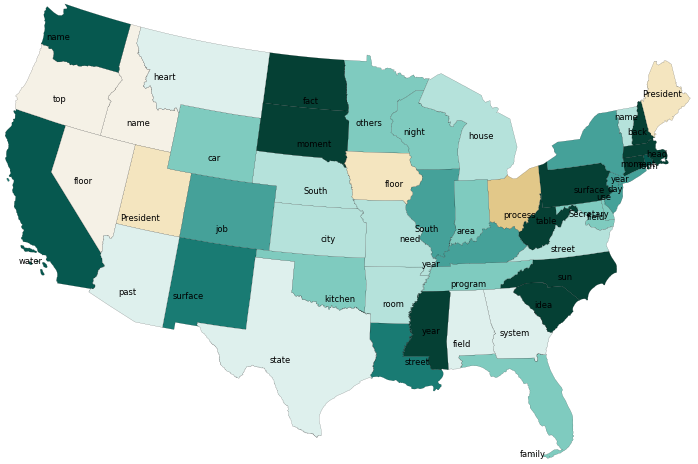 name
heart
President
fact
top
name
others
name
night
back
house
moment
car
head
floor
President
South
floor
surface
day
process
Secretary
field
table
job
city
need
South
area
street
water
year
past
surface
kitchen
room
program
sun
idea
year
system
field
state
street
family
year
use
moment